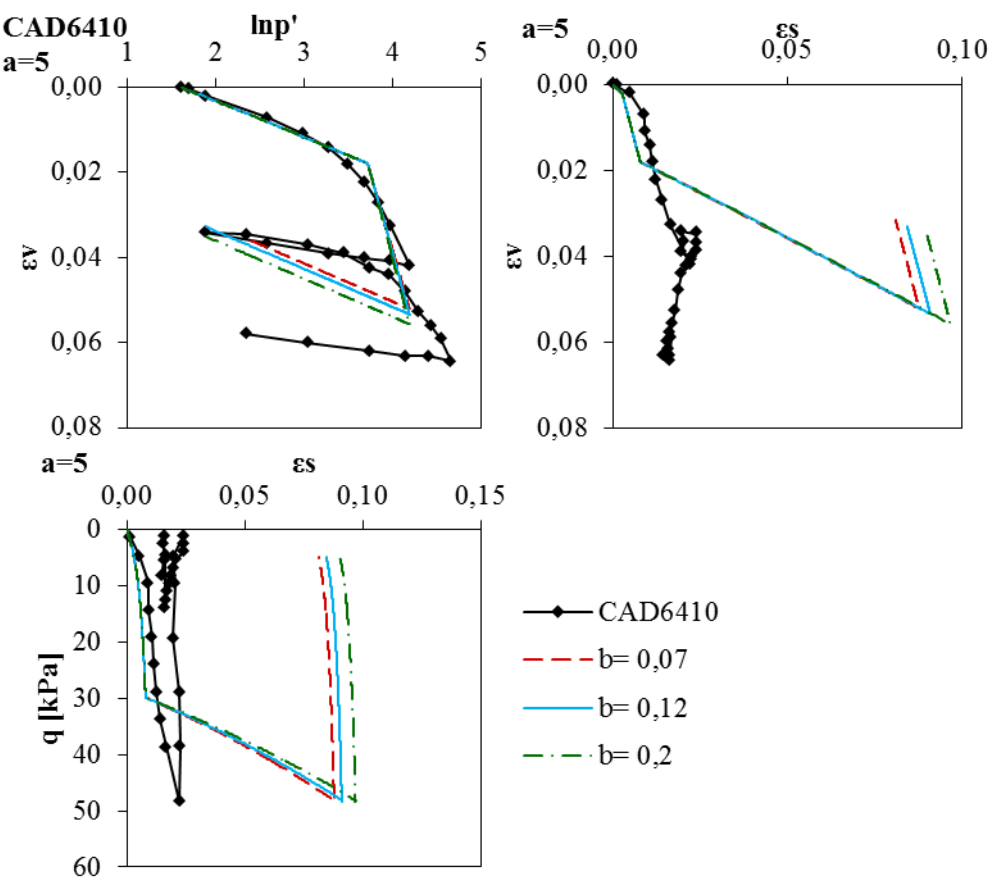 CAD6410
a=5
lnp'
1 2 3 4 5
εv
0,00
0,02
0,04
0,06
0,08
a=5
εs
0,00 0,05 0,10
εv
0,00
0,02
0,04
0,06
0,08
a=5
εs
0,00 0,05 0,10 0,15
q [kPa]
0
10
20
30
40
50
60
CAD6410
b= 0,07
b= 0,12
b= 0,2